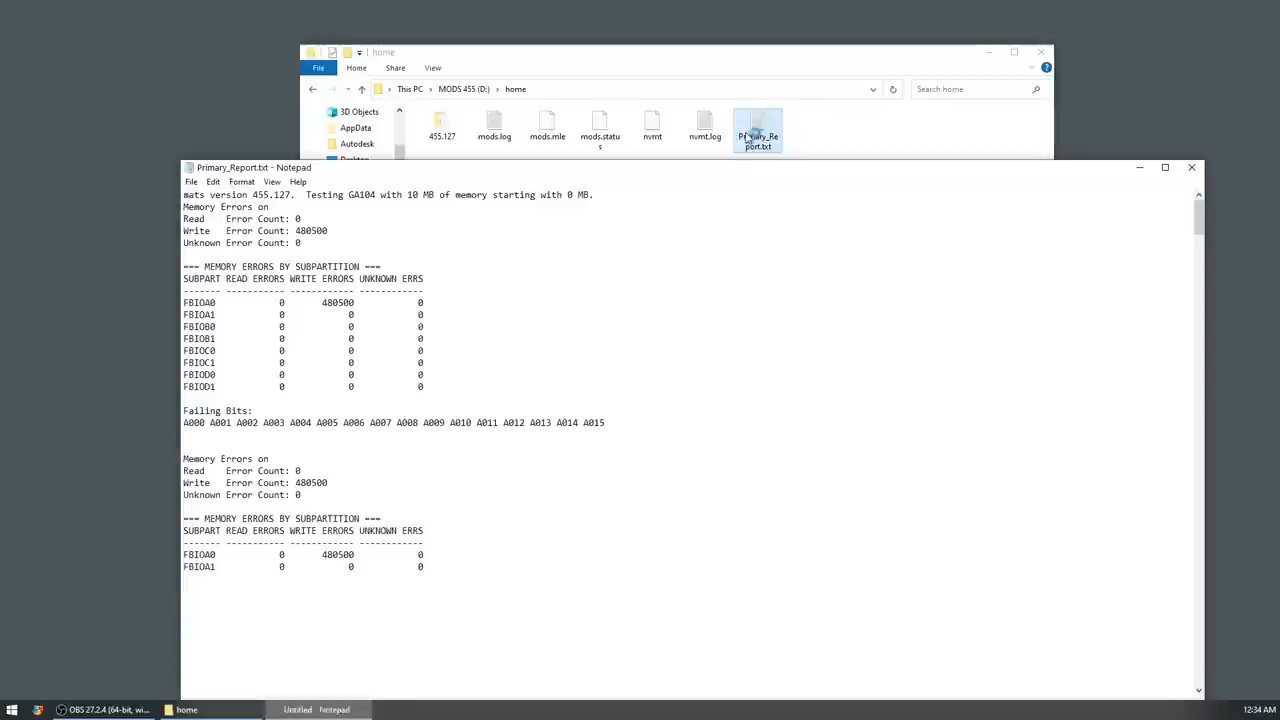 home
File Home Share View
This PC MODS 455 (D:) home
Search home
3D Objects
AppData
Autodesk
Desktop
455.127 mods.log mods.mle mods.statu nvmt nvmt.log Primary_Re
s port.txt
Primary_Report.txt - Notepad
File Edit Format View Help
mats version 455.127. Testing GA104 with 10 MB of memory starting with 0 MB.
Memory Errors on
Read Error Count: 0
Write Error Count: 480500
Unknown Error Count: 0
=== MEMORY ERRORS BY SUBPARTITION ===
SUBPART READ ERRORS WRITE ERRORS UNKNOWN ERRS
------- ----------- ------------ ------------
FBIOA0 0 480500 0
FBIOA1 0 0 0
FBIOB0 0 0 0
FBIOB1 0 0 0
FBIOC0 0 0 0
FBIOC1 0 0 0
FBIOD0 0 0 0
FBIOD1 0 0 0
Failing Bits:
A000 A001 A002 A003 A004 A005 A006 A007 A008 A009 A010 A011 A012 A013 A014 A015
Memory Errors on
Read Error Count: 0
Write Error Count: 480500
Unknown Error Count: 0
=== MEMORY ERRORS BY SUBPARTITION ===
SUBPART READ ERRORS WRITE ERRORS UNKNOWN ERRS
------- ----------- ------------ ------------
FBIOA0 0 480500 0
FBIOA1 0 0 0
OBS 27.2.4 (64-bit, wi... home Untitled Notepad 12:34 AM